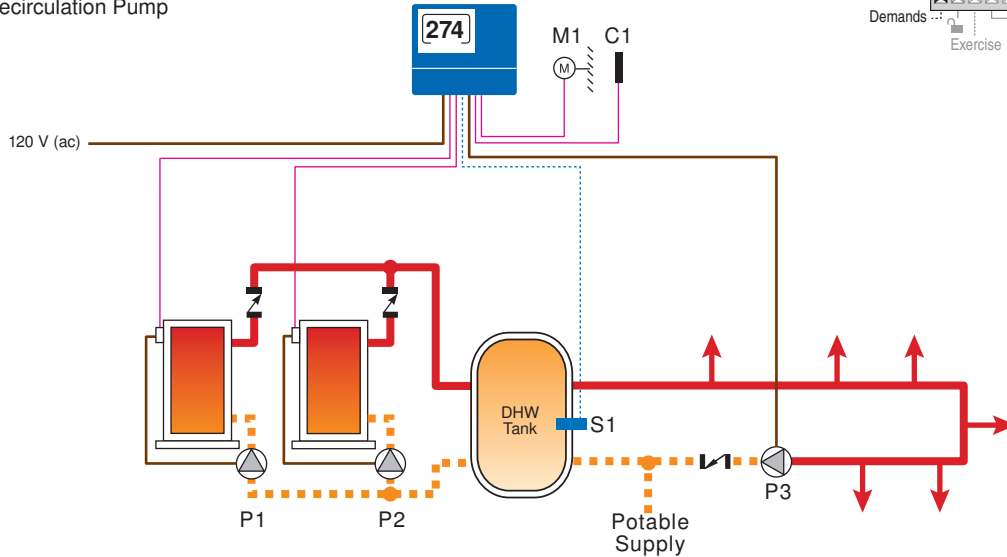 ecirculation Pump
274
M1
C1
M
Demands
Exercise
120 V (ac)
DHW
Tank
S1
P1
P2
P3
Potable
Supply